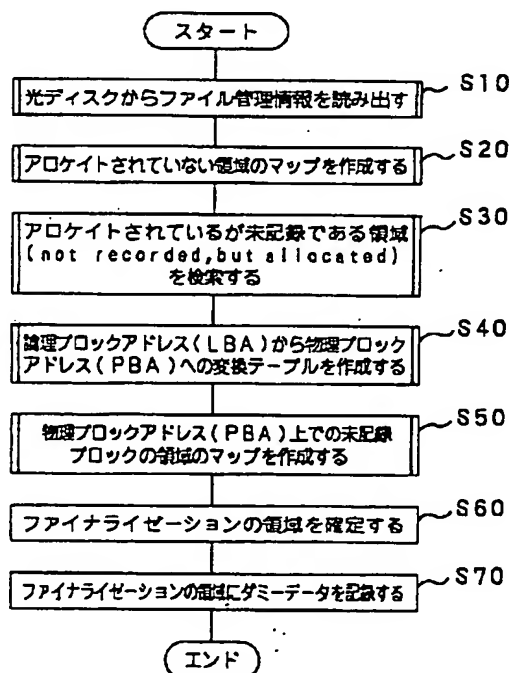 スタート
光ディスクからファイル管理情報を読み出す
S10
アロケイトされていない領域のマップを作成する
S20
アロケイトされているが未記録である領域
(not recorded,but allocated)
を検索する
S30
論理ブロックアドレス(LBA)から物理ブロック
アドレス(PBA)への変換テーブルを作成する
S40
物理ブロックアドレス(PBA)上での未記録
ブロックの領域のマップを作成する
S50
ファイナライゼーションの領域を確定する
S60
ファイナライゼーションの領域にダミーデータを記録する
S70
エンド